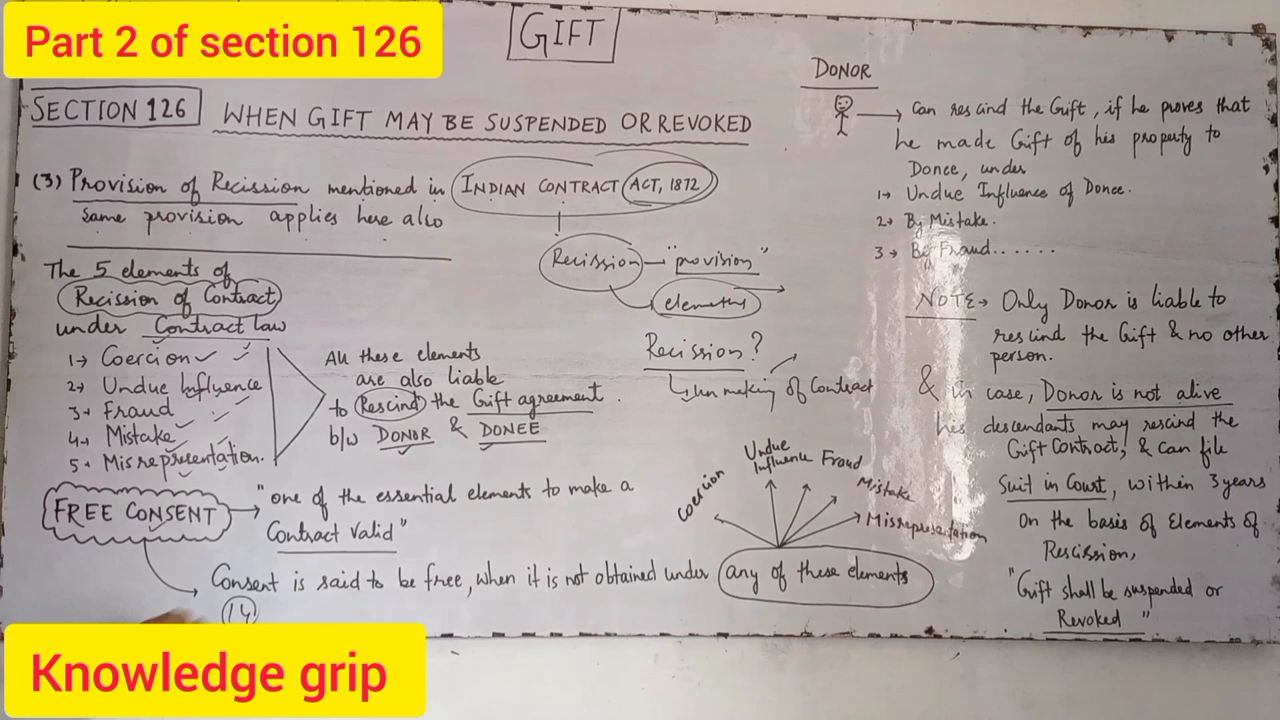 Part 2 of section 126
GIFT
SECTION 126 WHEN GIFT MAY BE SUSPENDED OR REVOKED
(3) Provision of Recission mentioned in INDIAN CONTRACT ACT, 1872
same provision applies here also
Recission - "provision"
elements
The 5 elements of
Recission of Contract
under Contract law
1→ Coercion
2→ Undue Influence
3→ Fraud
4→ Mistake
5→ Misrepresentation.
All these elements
are also liable
to Rescind the Gift agreement.
b/w DONOR & DONEE
Recission?
Un making of Contract
FREE CONSENT → "one of the essential elements to make a
Contract Valid"
Consent is said to be free, when it is not obtained under any of these elements
(14)
Coercion
Undue
Influence
Fraud
Mistake
Misrepresentation
DONOR
→ Can rescind the Gift, if he proves that
he made Gift of his property to
Donee, under
1→ Undue Influence of Donee.
2→ By Mistake.
3→ By Fraud.......
NOTE→ Only Donor is liable to
rescind the Gift & no other
person.
& in case, Donor is not alive
his descendants may rescind the
Gift Contract, & can file
Suit in Court, within 3 years
on the basis of Elements of
Rescission,
"Gift shall be suspended or
Revoked"
Knowledge grip